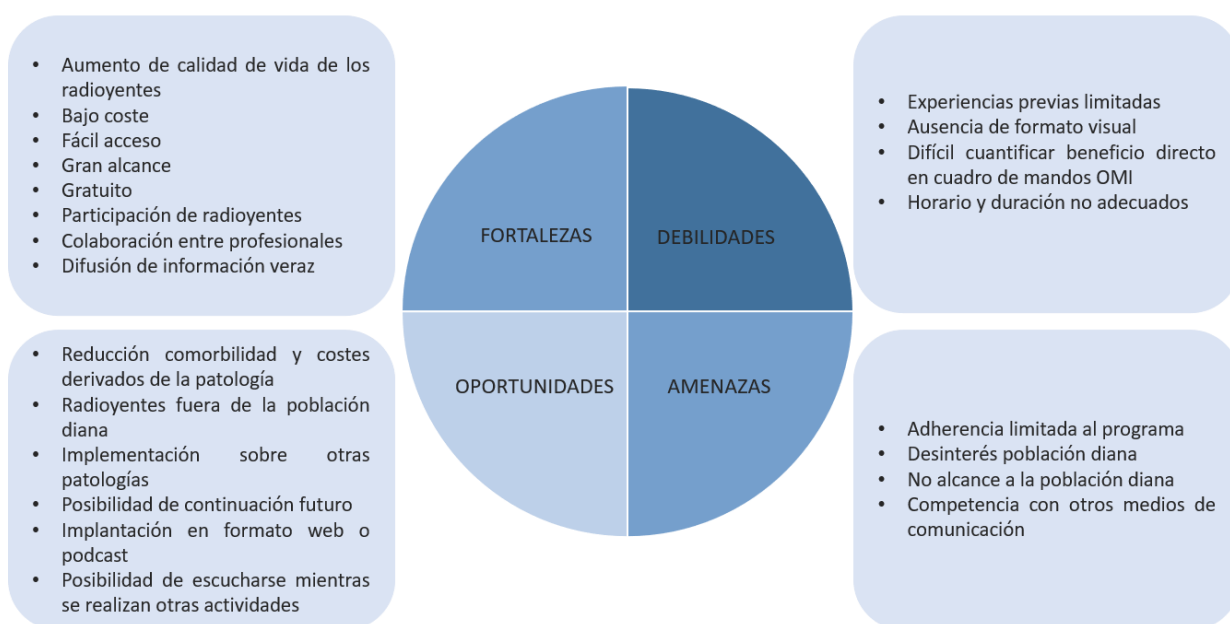 • Aumento de calidad de vida de los
radioyentes
• Bajo coste
• Fácil acceso
• Gran alcance
• Gratuito
• Participación de radioyentes
• Colaboración entre profesionales
• Difusión de información veraz
• Experiencias previas limitadas
• Ausencia de formato visual
• Difícil cuantificar beneficio directo
en cuadro de mandos OMI
• Horario y duración no adecuados
FORTALEZAS
DEBILIDADES
OPORTUNIDADES
AMENAZAS
• Reducción comorbilidad y costes
derivados de la patología
• Radioyentes fuera de la población
diana
• Implementación sobre otras
patologías
• Posibilidad de continuación futuro
• Implantación en formato web o
podcast
• Posibilidad de escucharse mientras
se realizan otras actividades
• Adherencia limitada al programa
• Desinterés población diana
• No alcance a la población diana
• Competencia con otros medios de
comunicación